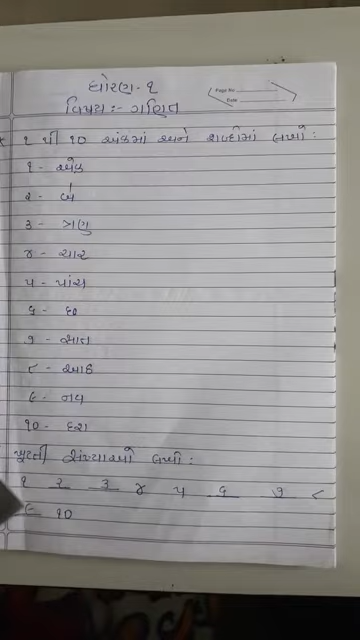 ધોરણ - ૧
Page No
Date
વિષય :- ગણિત
* ૧ થી ૧૦ અંકમાં અને શબ્દોમાં લખો :
૧ - એક
૨ - બે
૩ - ત્રણ
૪ - ચાર
૫ - પાંચ
૬ - છ
૭ - સાત
૮ - આઠ
૯ - નવ
૧૦ - દશ
ખૂટતી સંખ્યાઓ લખો :
૧ ૨ ૩ ૪ ૫ ૬ ૭ ૮
૯ ૧૦